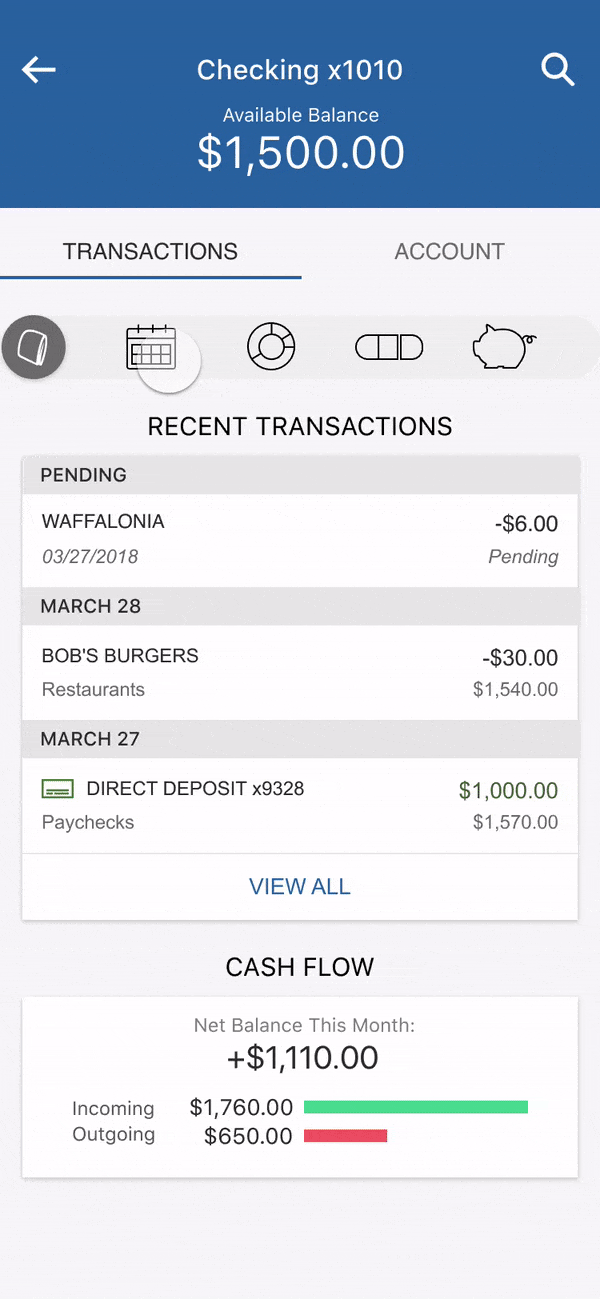 Checking x1010
Available Balance
$1,500.00
TRANSACTIONS ACCOUNT
RECENT TRANSACTIONS
PENDING
WAFFALONIA -$6.00
03/27/2018 Pending
MARCH 28
BOB'S BURGERS -$30.00
Restaurants $1,540.00
MARCH 27
DIRECT DEPOSIT x9328 $1,000.00
Paychecks $1,570.00
VIEW ALL
CASH FLOW
Net Balance This Month:
+$1,110.00
Incoming $1,760.00
Outgoing $650.00